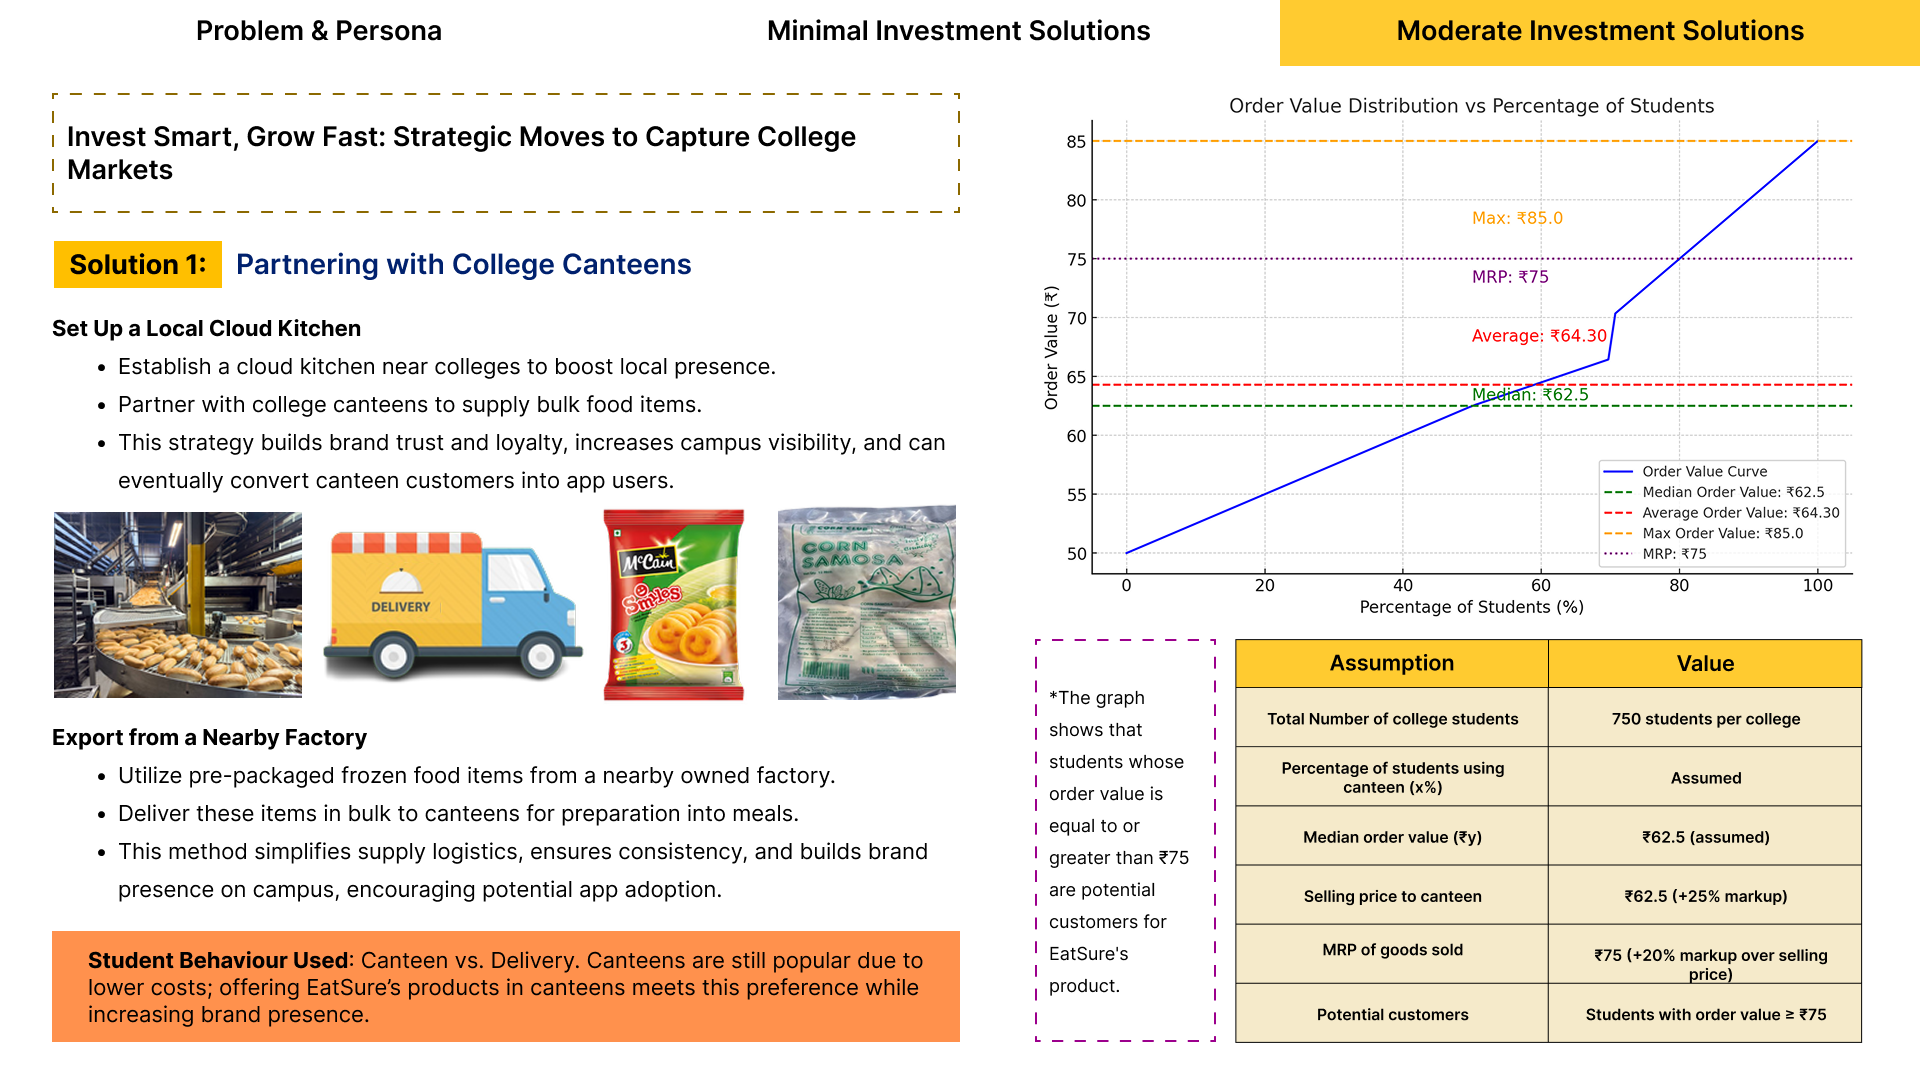 Problem & Persona
Minimal Investment Solutions
Moderate Investment Solutions
Invest Smart, Grow Fast: Strategic Moves to Capture College
Markets
Solution 1:
Partnering with College Canteens
Set Up a Local Cloud Kitchen
• Establish a cloud kitchen near colleges to boost local presence.
• Partner with college canteens to supply bulk food items.
• This strategy builds brand trust and loyalty, increases campus visibility, and can
eventually convert canteen customers into app users.
DELIVERY
McCain
Smiles
CORN CLUB
CORN
SAMOSA
Export from a Nearby Factory
• Utilize pre-packaged frozen food items from a nearby owned factory.
• Deliver these items in bulk to canteens for preparation into meals.
• This method simplifies supply logistics, ensures consistency, and builds brand
presence on campus, encouraging potential app adoption.
Student Behaviour Used: Canteen vs. Delivery. Canteens are still popular due to
lower costs; offering EatSure’s products in canteens meets this preference while
increasing brand presence.
Order Value Distribution vs Percentage of Students
Order Value (₹)
85
80
75
70
65
60
55
50
Max: ₹85.0
MRP: ₹75
Average: ₹64.30
Median: ₹62.5
Order Value Curve
Median Order Value: ₹62.5
Average Order Value: ₹64.30
Max Order Value: ₹85.0
MRP: ₹75
0 20 40 60 80 100
Percentage of Students (%)
*The graph
shows that
students whose
order value is
equal to or
greater than ₹75
are potential
customers for
EatSure's
product.
Assumption Value
Total Number of college students 750 students per college
Percentage of students using
canteen (x%)
Assumed
Median order value (₹y) ₹62.5 (assumed)
Selling price to canteen ₹62.5 (+25% markup)
MRP of goods sold
₹75 (+20% markup over selling
price)
Potential customers Students with order value ≥ ₹75